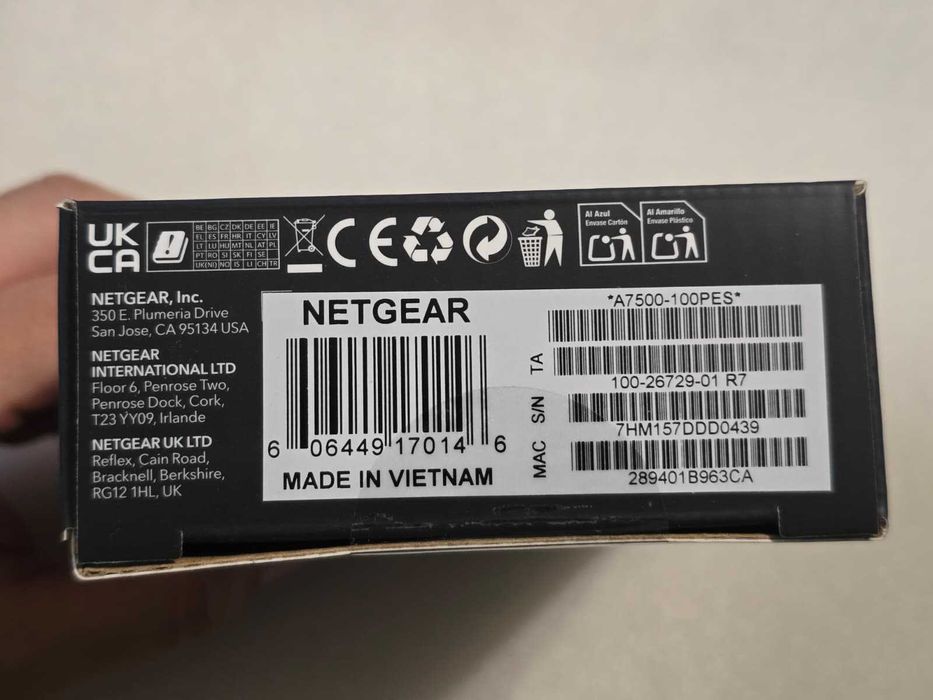 UK
CA
BE BG CZ DK DE EE IE
EL ES FR HR IT CY LV
LT LU HU MT NL AT PL
PT RO SI SK FI SE
UK(NI) NO IS LI CH TR
CE
Al Azul
Envase Cartón
Al Amarillo
Envase Plástico
NETGEAR, Inc.
350 E. Plumeria Drive
San Jose, CA 95134 USA
NETGEAR
INTERNATIONAL LTD
Floor 6, Penrose Two,
Penrose Dock, Cork,
T23 YY09, Irlande
NETGEAR UK LTD
Reflex, Cain Road,
Bracknell, Berkshire,
RG12 1HL, UK
NETGEAR
6 06449 17014 6
MADE IN VIETNAM
*A7500-100PES*
TA
100-26729-01 R7
S/N
7HM157DDD0439
MAC
289401B963CA